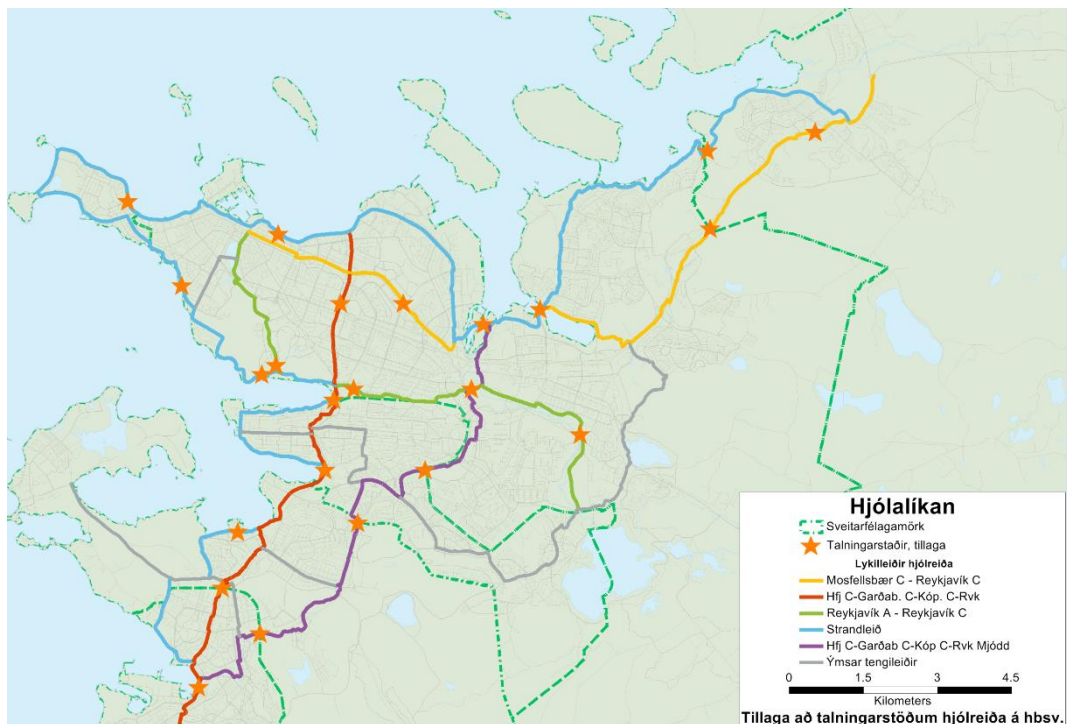 Hjólalíkan
Sveitarfélagamörk
Talningarstaðir, tillaga
Lykilleiðir hjólreiða
Mosfellsbær C - Reykjavík C
Hfj C-Garðab. C-Kóp. C-Rvk
Reykjavík A - Reykjavík C
Strandleið
Hfj C-Garðab C-Kóp C-Rvk Mjódd
Ýmsar tengileiðir
0 1.5 3 4.5
Kilometers
Tillaga að talningarstöðum hjólreiða á hbsv.